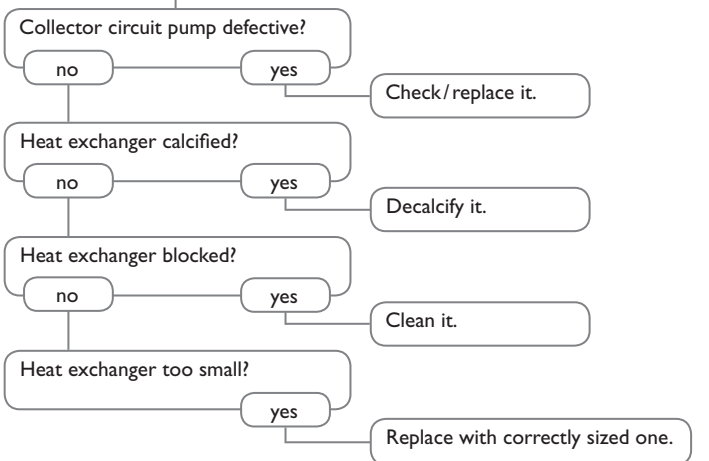 Collector circuit pump defective?
no yes
Check/replace it.
Heat exchanger calcified?
no yes
Decalcify it.
Heat exchanger blocked?
no yes
Clean it.
Heat exchanger too small?
yes
Replace with correctly sized one.